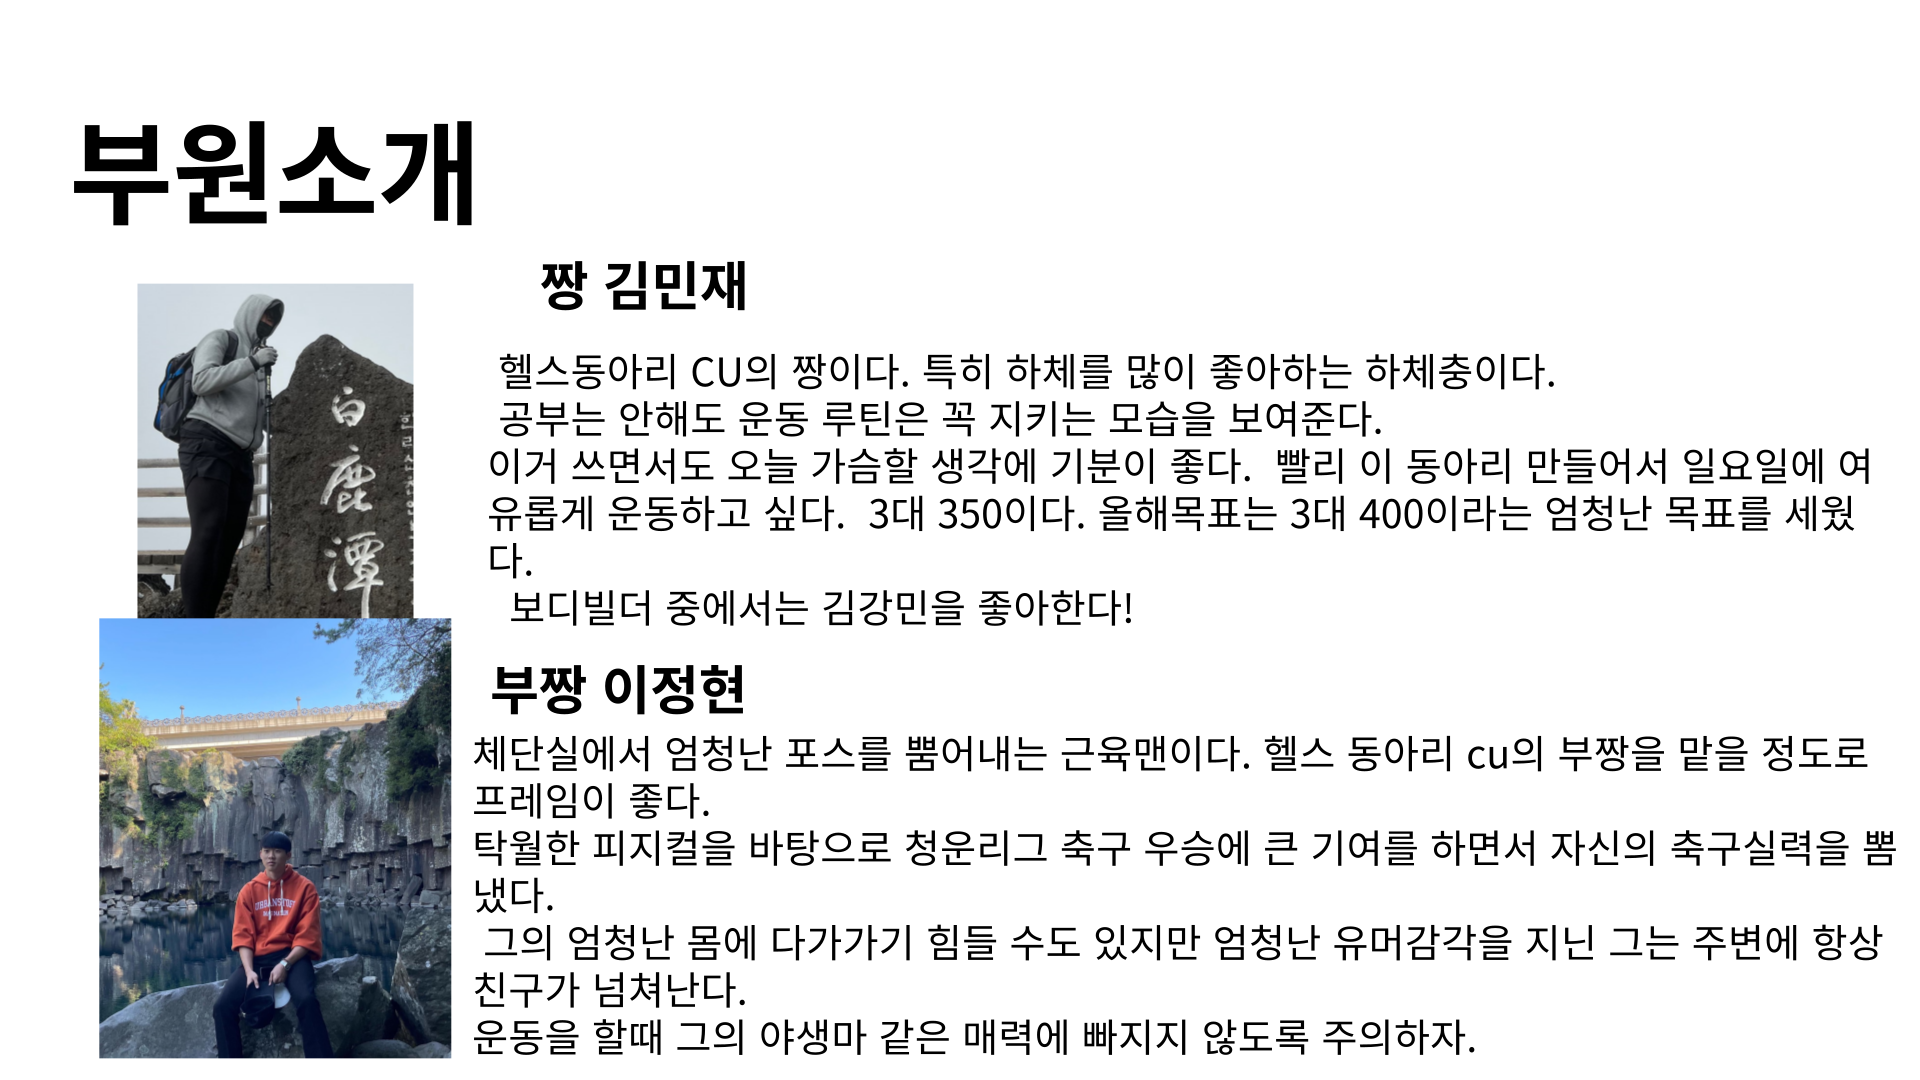 부원소개
짱 김민재
헬스동아리 CU의 짱이다. 특히 하체를 많이 좋아하는 하체충이다.
공부는 안해도 운동 루틴은 꼭 지키는 모습을 보여준다.
이거 쓰면서도 오늘 가슴할 생각에 기분이 좋다.  빨리 이 동아리 만들어서 일요일에 여
유롭게 운동하고 싶다.  3대 350이다. 올해목표는 3대 400이라는 엄청난 목표를 세웠
다.
보디빌더 중에서는 김강민을 좋아한다!
白鹿潭
부짱 이정현
체단실에서 엄청난 포스를 뿜어내는 근육맨이다. 헬스 동아리 cu의 부짱을 맡을 정도로
프레임이 좋다.
탁월한 피지컬을 바탕으로 청운리그 축구 우승에 큰 기여를 하면서 자신의 축구실력을 뽐
냈다.
그의 엄청난 몸에 다가가기 힘들 수도 있지만 엄청난 유머감각을 지닌 그는 주변에 항상
친구가 넘쳐난다.
운동을 할때 그의 야생마 같은 매력에 빠지지 않도록 주의하자.